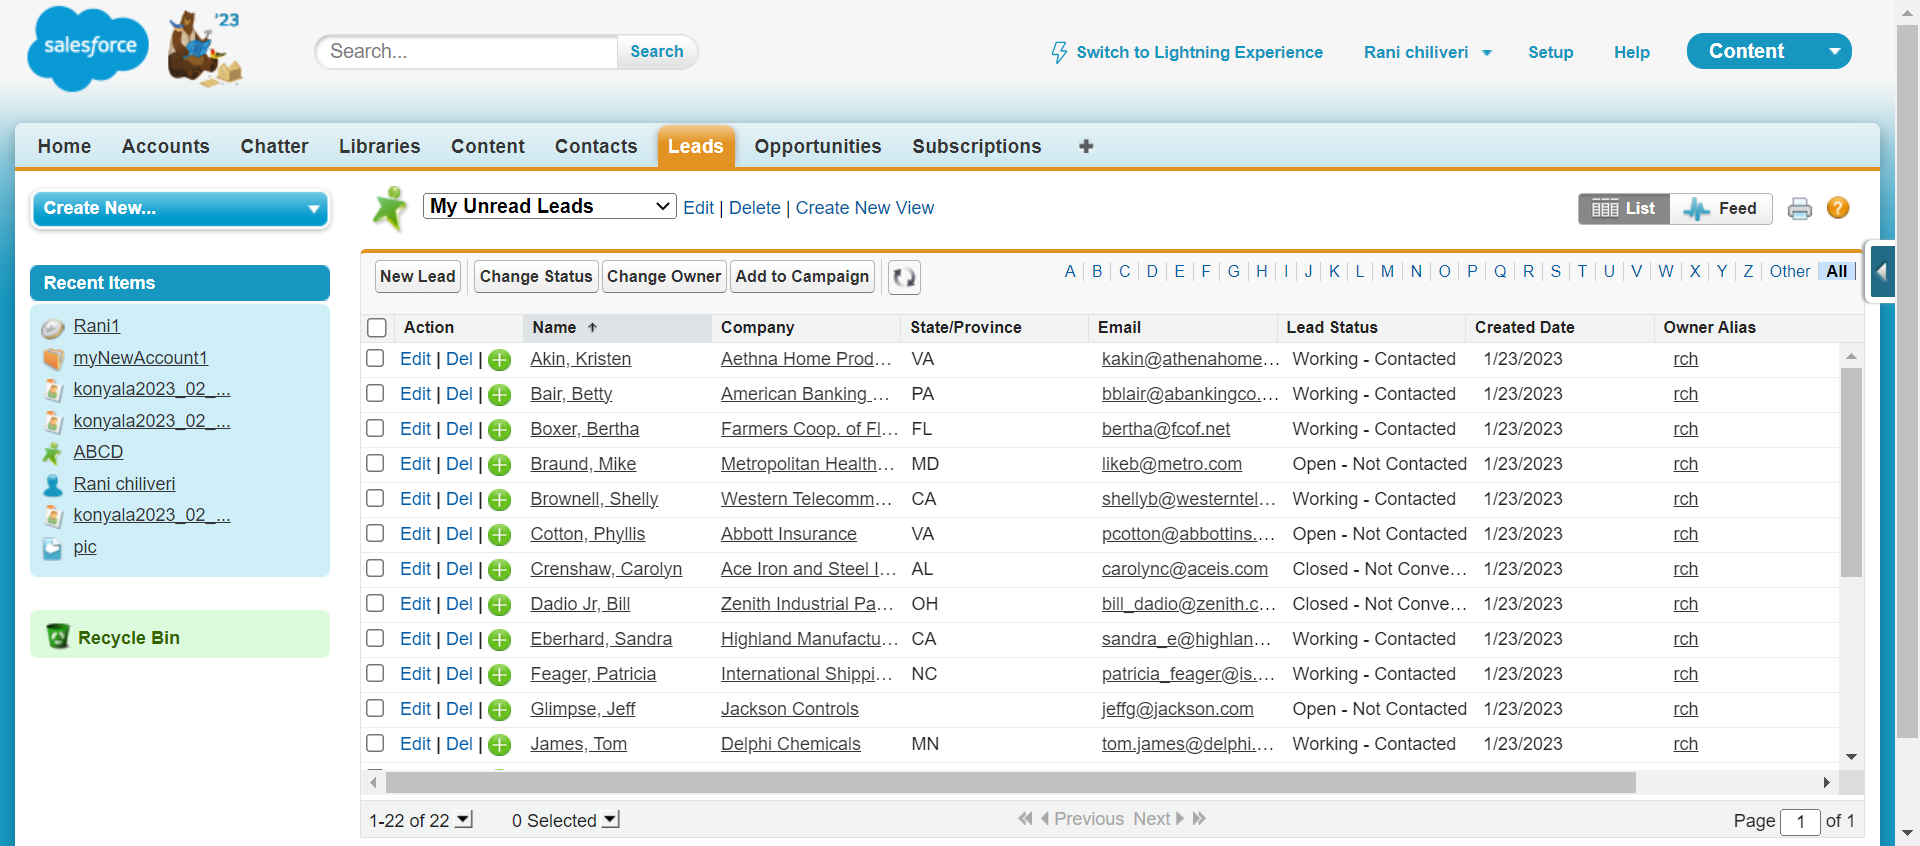 salesforce '23
Search... Search
Switch to Lightning Experience Rani chiliveri Setup Help Content
Home Accounts Chatter Libraries Content Contacts Leads Opportunities Subscriptions
Create New...
Recent Items
Rani1
myNewAccount1
konyala2023_02_...
konyala2023_02_...
ABCD
Rani chiliveri
konyala2023_02_...
pic
Recycle Bin
My Unread Leads Edit | Delete | Create New View
List Feed ?
New Lead Change Status Change Owner Add to Campaign
A | B | C | D | E | F | G | H | I | J | K | L | M | N | O | P | Q | R | S | T | U | V | W | X | Y | Z | Other | All
Action Name Company State/Province Email Lead Status Created Date Owner Alias
Edit | Del | Akin, Kristen Aethna Home Prod... VA kakin@athenahome... Working - Contacted 1/23/2023 rch
Edit | Del | Bair, Betty American Banking ... PA bblair@abankingco.... Working - Contacted 1/23/2023 rch
Edit | Del | Boxer, Bertha Farmers Coop. of Fl... FL bertha@fcof.net Working - Contacted 1/23/2023 rch
Edit | Del | Braund, Mike Metropolitan Health... MD likeb@metro.com Open - Not Contacted 1/23/2023 rch
Edit | Del | Brownell, Shelly Western Telecomm... CA shellyb@westerntel... Working - Contacted 1/23/2023 rch
Edit | Del | Cotton, Phyllis Abbott Insurance VA pcotton@abbottins.... Open - Not Contacted 1/23/2023 rch
Edit | Del | Crenshaw, Carolyn Ace Iron and Steel I... AL carolync@aceis.com Closed - Not Conve... 1/23/2023 rch
Edit | Del | Dadio Jr, Bill Zenith Industrial Pa... OH bill_dadio@zenith.c... Closed - Not Conve... 1/23/2023 rch
Edit | Del | Eberhard, Sandra Highland Manufactu... CA sandra_e@highlan... Working - Contacted 1/23/2023 rch
Edit | Del | Feager, Patricia International Shippi... NC patricia_feager@is.... Working - Contacted 1/23/2023 rch
Edit | Del | Glimpse, Jeff Jackson Controls jeffg@jackson.com Open - Not Contacted 1/23/2023 rch
Edit | Del | James, Tom Delphi Chemicals MN tom.james@delphi.... Working - Contacted 1/23/2023 rch
1-22 of 22 0 Selected Previous Next Page 1 of 1